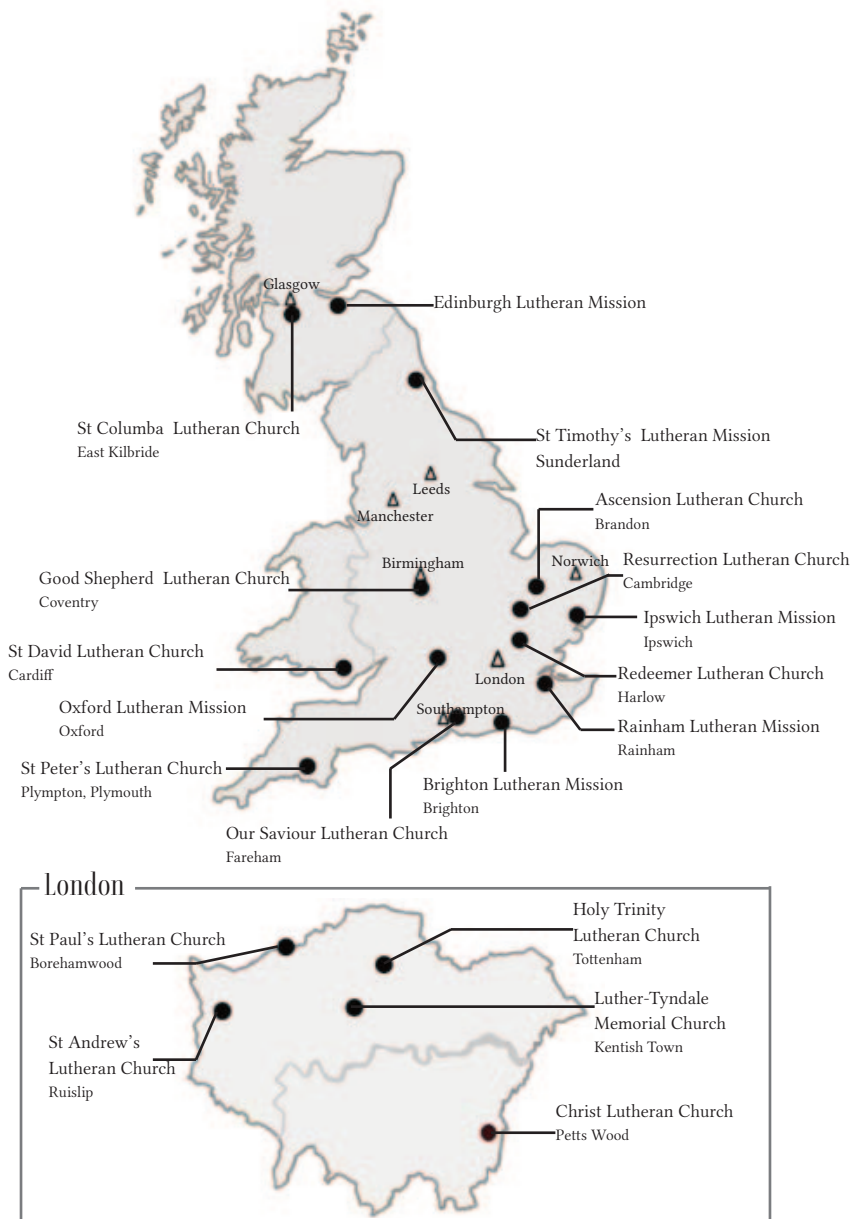 Glasgow
Edinburgh Lutheran Mission
St Columba Lutheran Church
East Kilbride
St Timothy's Lutheran Mission
Sunderland
Leeds
Manchester
Ascension Lutheran Church
Brandon
Birmingham
Norwich
Resurrection Lutheran Church
Cambridge
Good Shepherd Lutheran Church
Coventry
Ipswich Lutheran Mission
Ipswich
St David Lutheran Church
Cardiff
London
Redeemer Lutheran Church
Harlow
Oxford Lutheran Mission
Oxford
Southampton
Rainham Lutheran Mission
Rainham
St Peter's Lutheran Church
Plympton, Plymouth
Brighton Lutheran Mission
Brighton
Our Saviour Lutheran Church
Fareham
London
Holy Trinity
Lutheran Church
Tottenham
St Paul's Lutheran Church
Borehamwood
Luther-Tyndale
Memorial Church
Kentish Town
St Andrew's
Lutheran Church
Ruislip
Christ Lutheran Church
Petts Wood